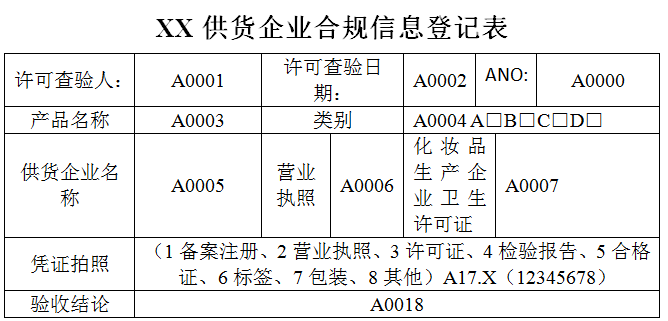 XX 供货企业合规信息登记表
许可查验人： A0001 许可查验日期： A0002 ANO: A0000
产品名称 A0003 类别 A0004 A□B□C□D□
供货企业名称 A0005 营业执照 A0006 化妆品生产企业卫生许可证 A0007
凭证拍照 （1 备案注册、2 营业执照、3 许可证、4 检验报告、5 合格
证、6 标签、7 包装、8 其他）A17.X（12345678）
验收结论 A0018